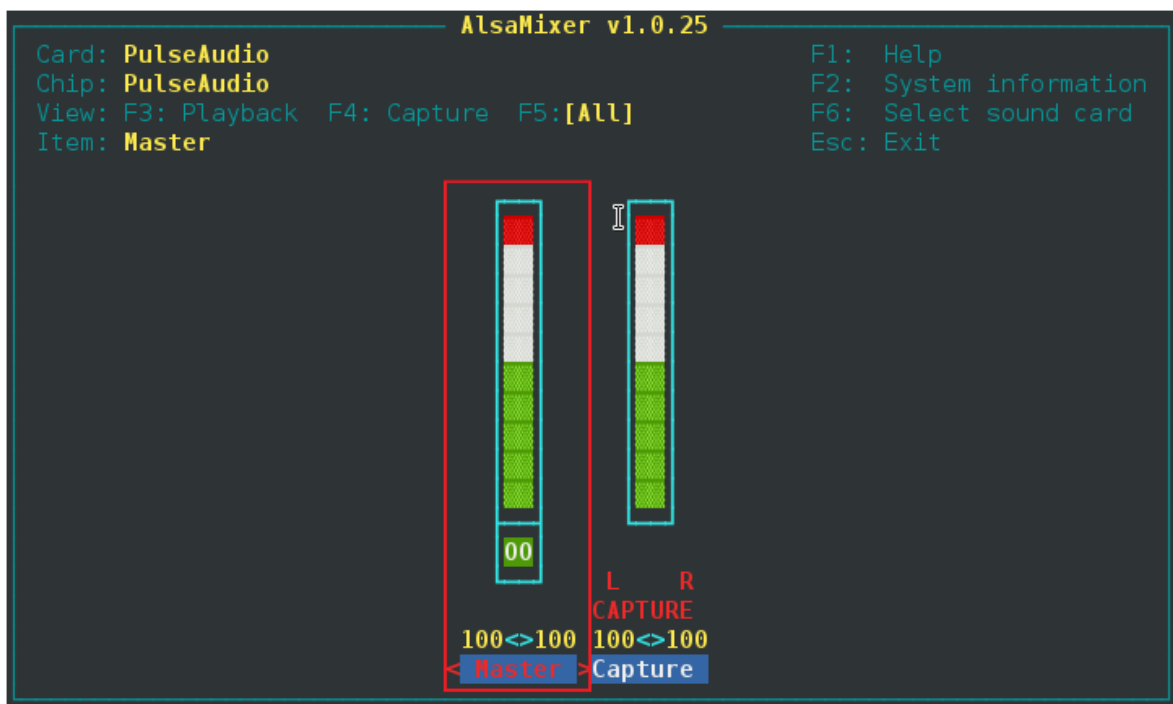 AlsaMixer v1.0.25
Card: PulseAudio F1: Help
Chip: PulseAudio F2: System information
View: F3: Playback F4: Capture F5:[All] F6: Select sound card
Item: Master Esc: Exit
00
L R
CAPTURE
100<>100 100<>100
< Master >Capture